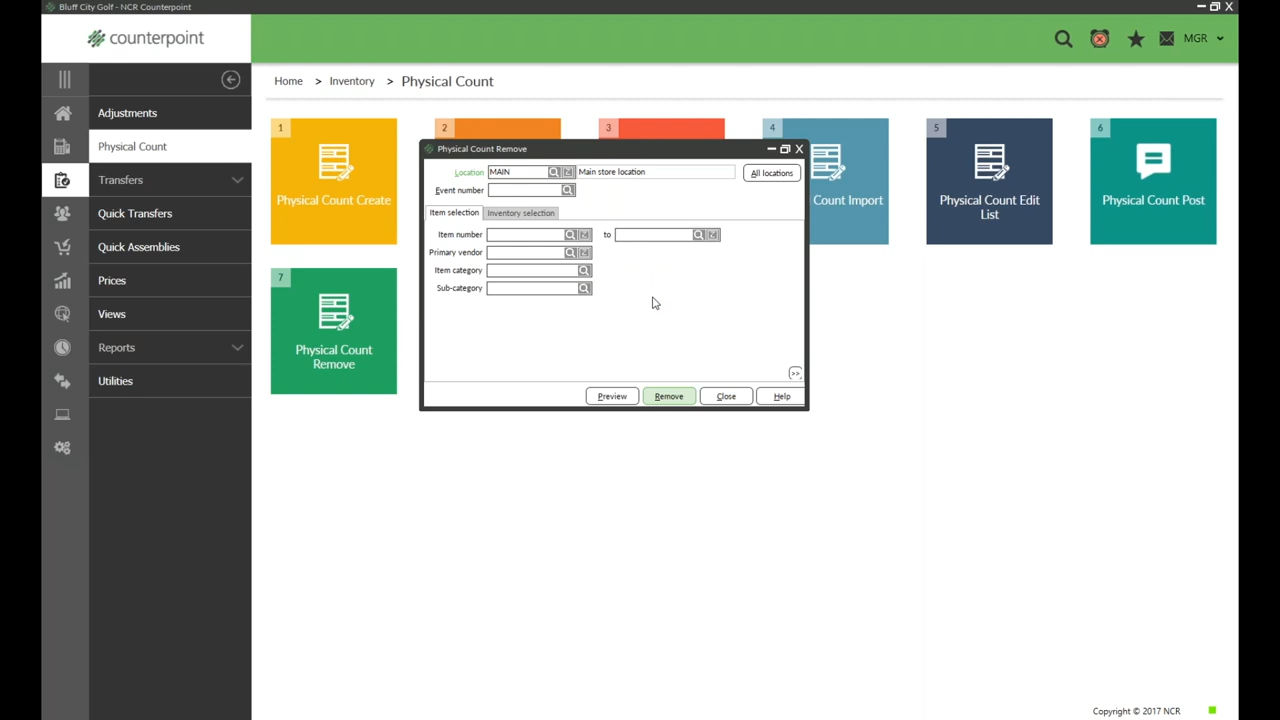 Bluff City Golf - NCR Counterpoint
X
counterpoint
MGR
Home > Inventory > Physical Count
Adjustments
Physical Count
Transfers
Quick Transfers
Quick Assemblies
Prices
Views
Reports
Utilities
1
Physical Count Create
2
3
4
Count Import
5
Physical Count Edit
List
6
Physical Count Post
7
Physical Count
Remove
Physical Count Remove
X
Location MAIN Main store location All locations
Event number
Item selection Inventory selection
Item number to
Primary vendor
Item category
Sub-category
>>
Preview Remove Close Help
Copyright © 2017 NCR